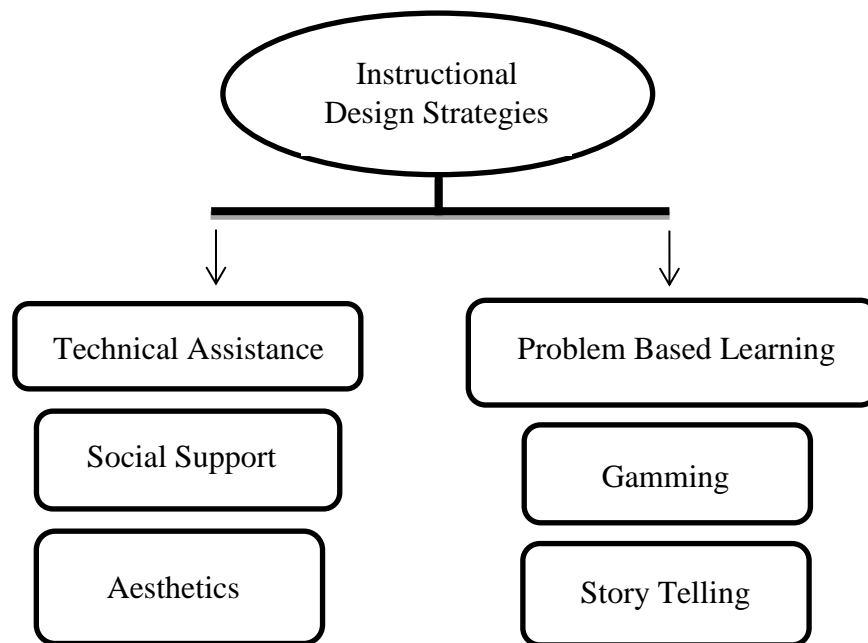 Instructional
Design Strategies
Technical Assistance
Social Support
Aesthetics
Problem Based Learning
Gamming
Story Telling